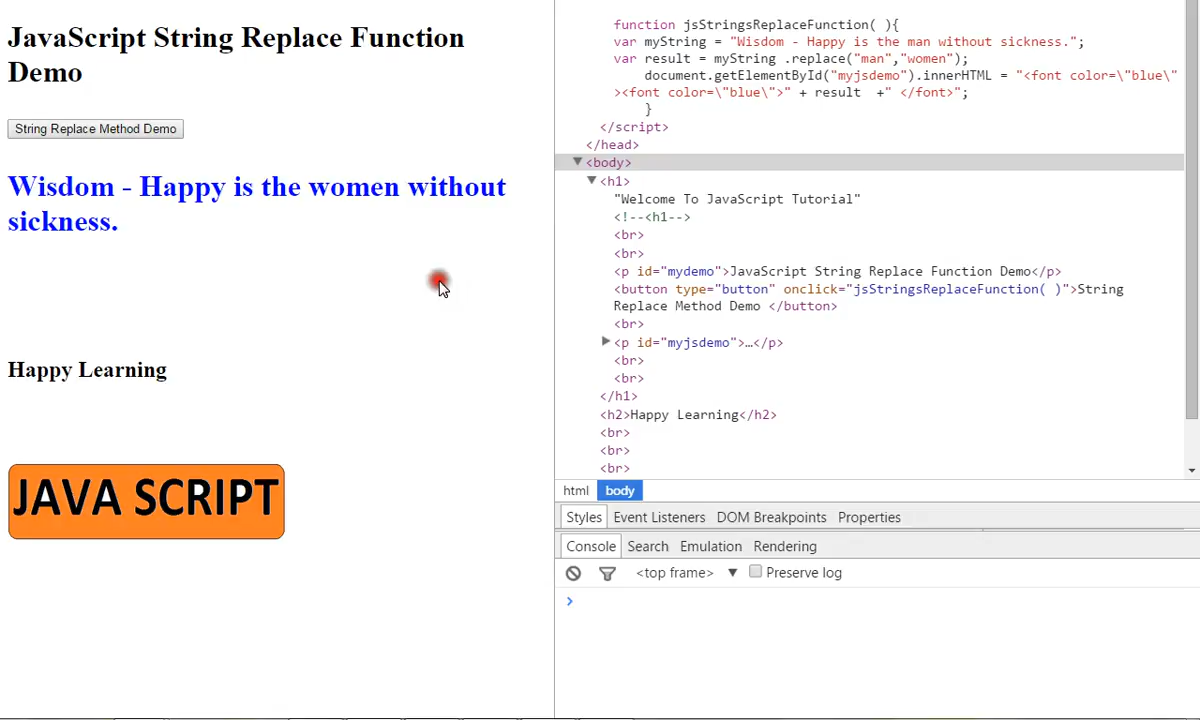 JavaScript String Replace Function
Demo
String Replace Method Demo
Wisdom - Happy is the women without
sickness.
Happy Learning
JAVA SCRIPT
function jsStringsReplaceFunction( ){
var myString = "Wisdom - Happy is the man without sickness.";
var result = myString .replace("man","women");
document.getElementById("myjsdemo").innerHTML = "<font color=\"blue\"
><font color=\"blue\">" + result  +" </font>";
}
</script>
</head>
▼<body>
▼<h1>
"Welcome To JavaScript Tutorial"
<!--<h1-->
<br>
<br>
<p id="mydemo">JavaScript String Replace Function Demo</p>
<button type="button" onclick="jsStringsReplaceFunction( )">String
Replace Method Demo </button>
<br>
▶<p id="myjsdemo">…</p>
<br>
<br>
</h1>
<h2>Happy Learning</h2>
<br>
<br>
<br>
html body
Styles Event Listeners DOM Breakpoints Properties
Console Search Emulation Rendering
<top frame> ▼ Preserve log